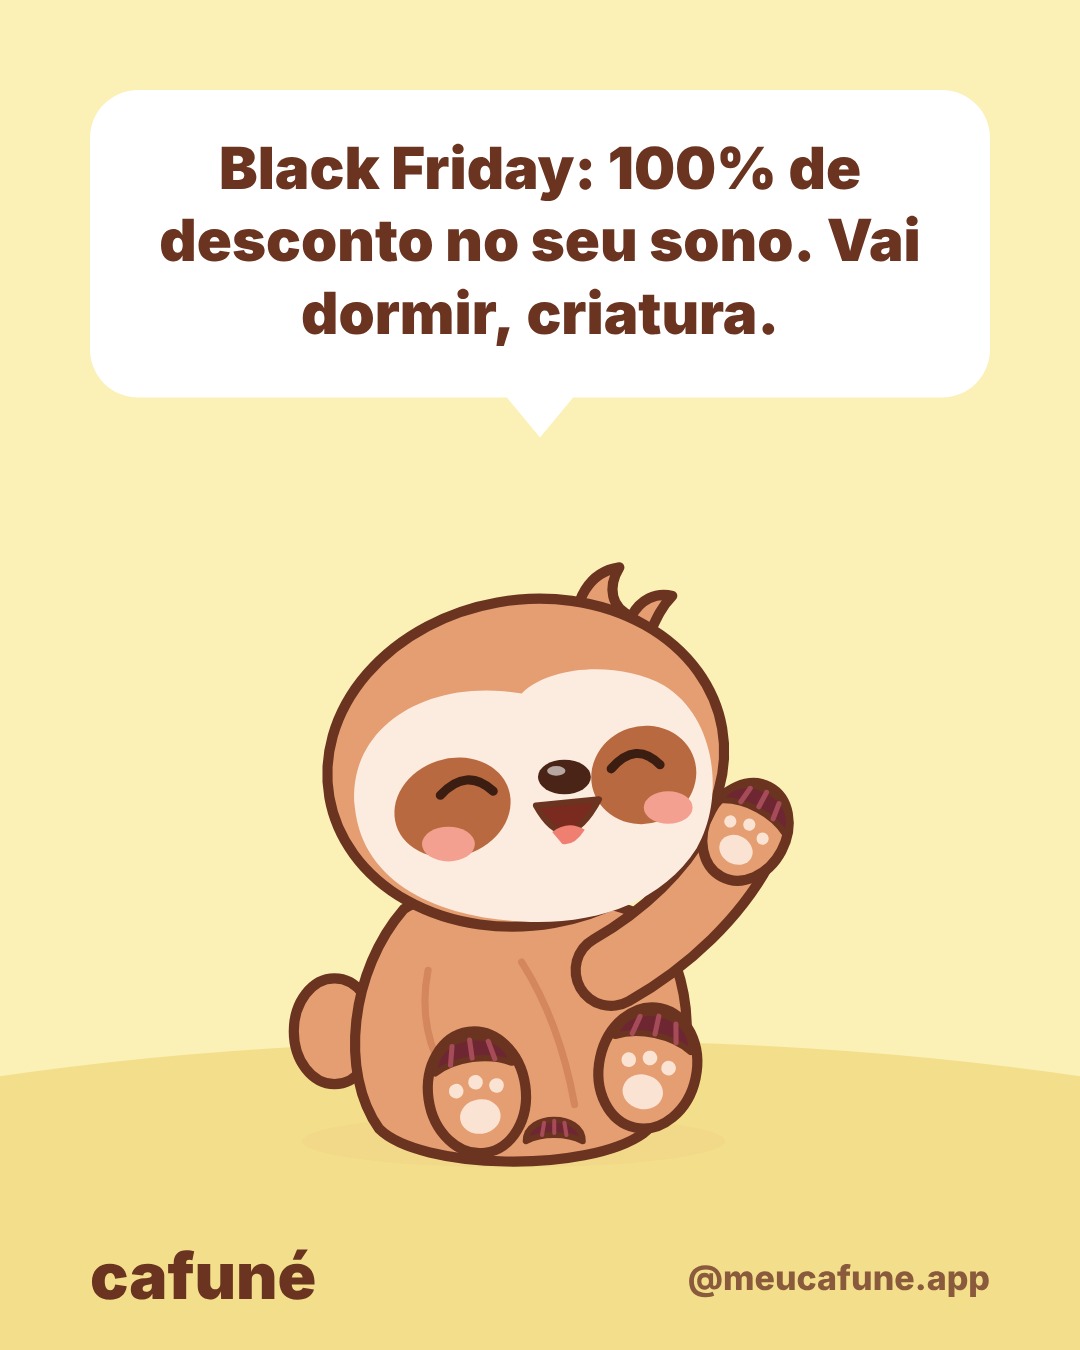 Black Friday: 100% de
desconto no seu sono. Vai
dormir, criatura.
cafuné
@meucafune.app